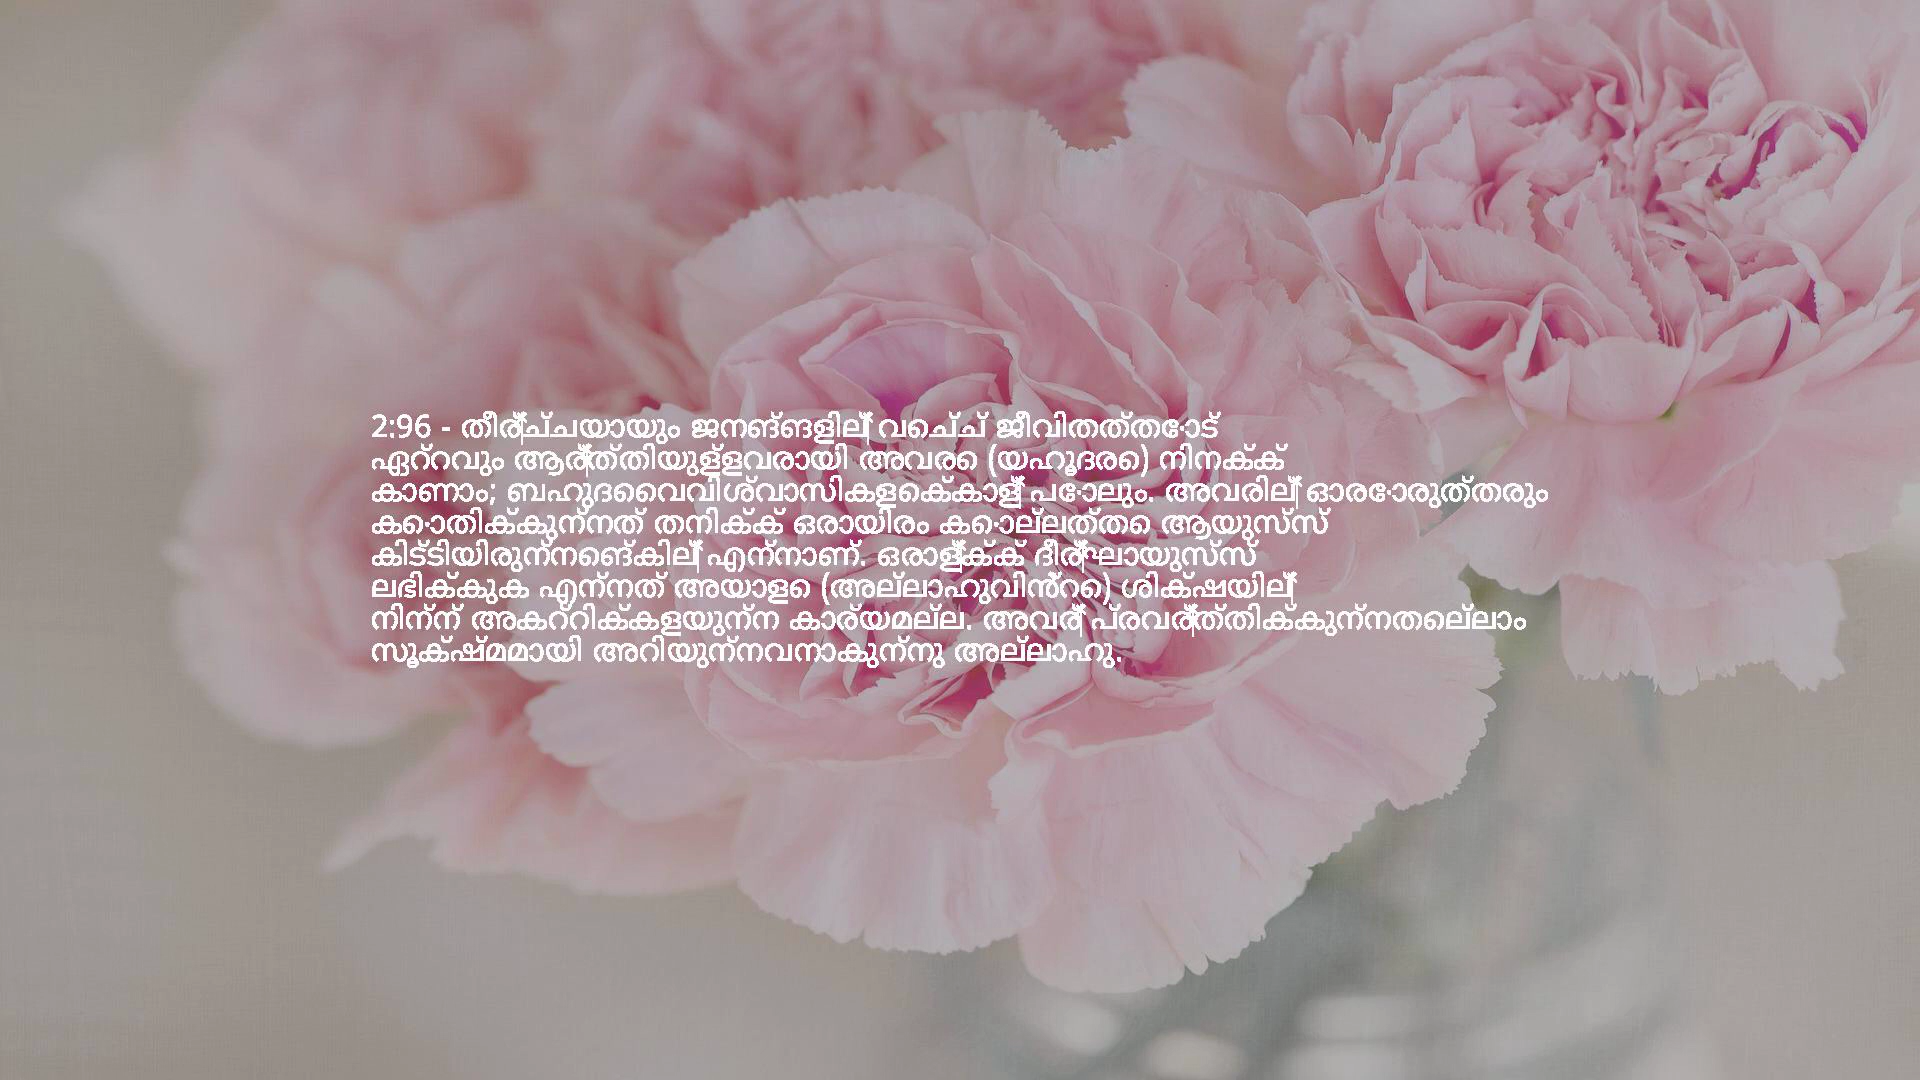 2:96 - തീര്‍ച്ചയായും ജനങ്ങളില്‍ വച്ചെ് ജീവിതത്തോട്
ഏറ്റവും ആര്‍ത്തിയുള്ളവരായി അവരെ (യഹൂദരെ) നിനക്ക്
കാണാം; ബഹുദൈവവിശ്വാസികളെക്കാള്‍ പോലും. അവരില്‍ ഓരോരുത്തരും
കൊതിക്കുന്നത് തനിക്ക് ഒരായിരം കൊല്ലത്തെ ആയുസ്സ്
കിട്ടിയിരുന്നെങ്കില്‍ എന്നാണ്. ഒരാള്‍ക്ക് ദീര്‍ഘായുസ്സ്
ലഭിക്കുക എന്നത് അയാളെ (അല്ലാഹുവിൻ്റെ) ശിക്ഷയില്‍
നിന്ന് അകറ്റിക്കളയുന്ന കാര്യമല്ല. അവര്‍ പ്രവര്‍ത്തിക്കുന്നതെല്ലാം
സൂക്ഷ്മമായി അറിയുന്നവനാകുന്നു അല്ലാഹു.